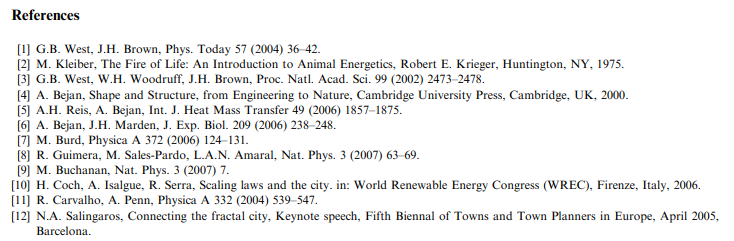 References
[1] G.B. West, J.H. Brown, Phys. Today 57 (2004) 36–42.
[2] M. Kleiber, The Fire of Life: An Introduction to Animal Energetics, Robert E. Krieger, Huntington, NY, 1975.
[3] G.B. West, W.H. Woodruff, J.H. Brown, Proc. Natl. Acad. Sci. 99 (2002) 2473–2478.
[4] A. Bejan, Shape and Structure, from Engineering to Nature, Cambridge University Press, Cambridge, UK, 2000.
[5] A.H. Reis, A. Bejan, Int. J. Heat Mass Transfer 49 (2006) 1857–1875.
[6] A. Bejan, J.H. Marden, J. Exp. Biol. 209 (2006) 238–248.
[7] M. Burd, Physica A 372 (2006) 124–131.
[8] R. Guimera, M. Sales-Pardo, L.A.N. Amaral, Nat. Phys. 3 (2007) 63–69.
[9] M. Buchanan, Nat. Phys. 3 (2007) 7.
[10] H. Coch, A. Isalgue, R. Serra, Scaling laws and the city. in: World Renewable Energy Congress (WREC), Firenze, Italy, 2006.
[11] R. Carvalho, A. Penn, Physica A 332 (2004) 539–547.
[12] N.A. Salingaros, Connecting the fractal city, Keynote speech, Fifth Biennal of Towns and Town Planners in Europe, April 2005,
Barcelona.